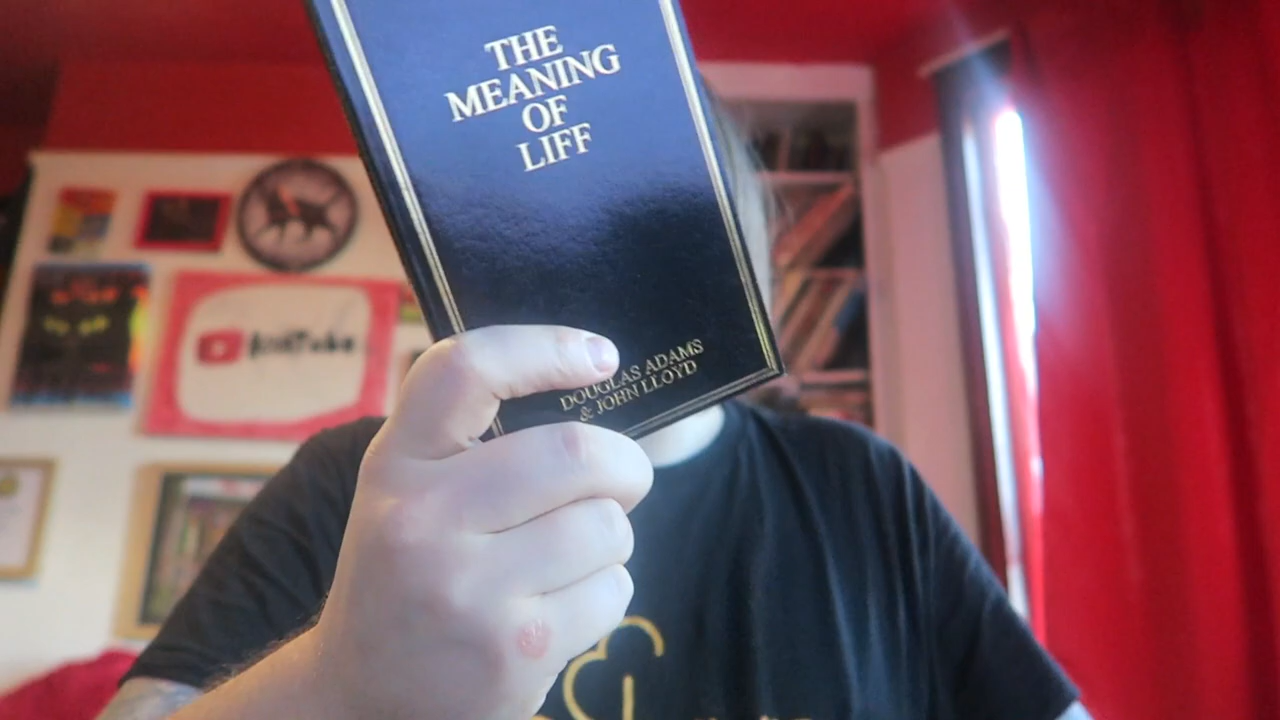 THE
MEANING
OF
LIFF
DOUGLAS ADAMS
& JOHN LLOYD